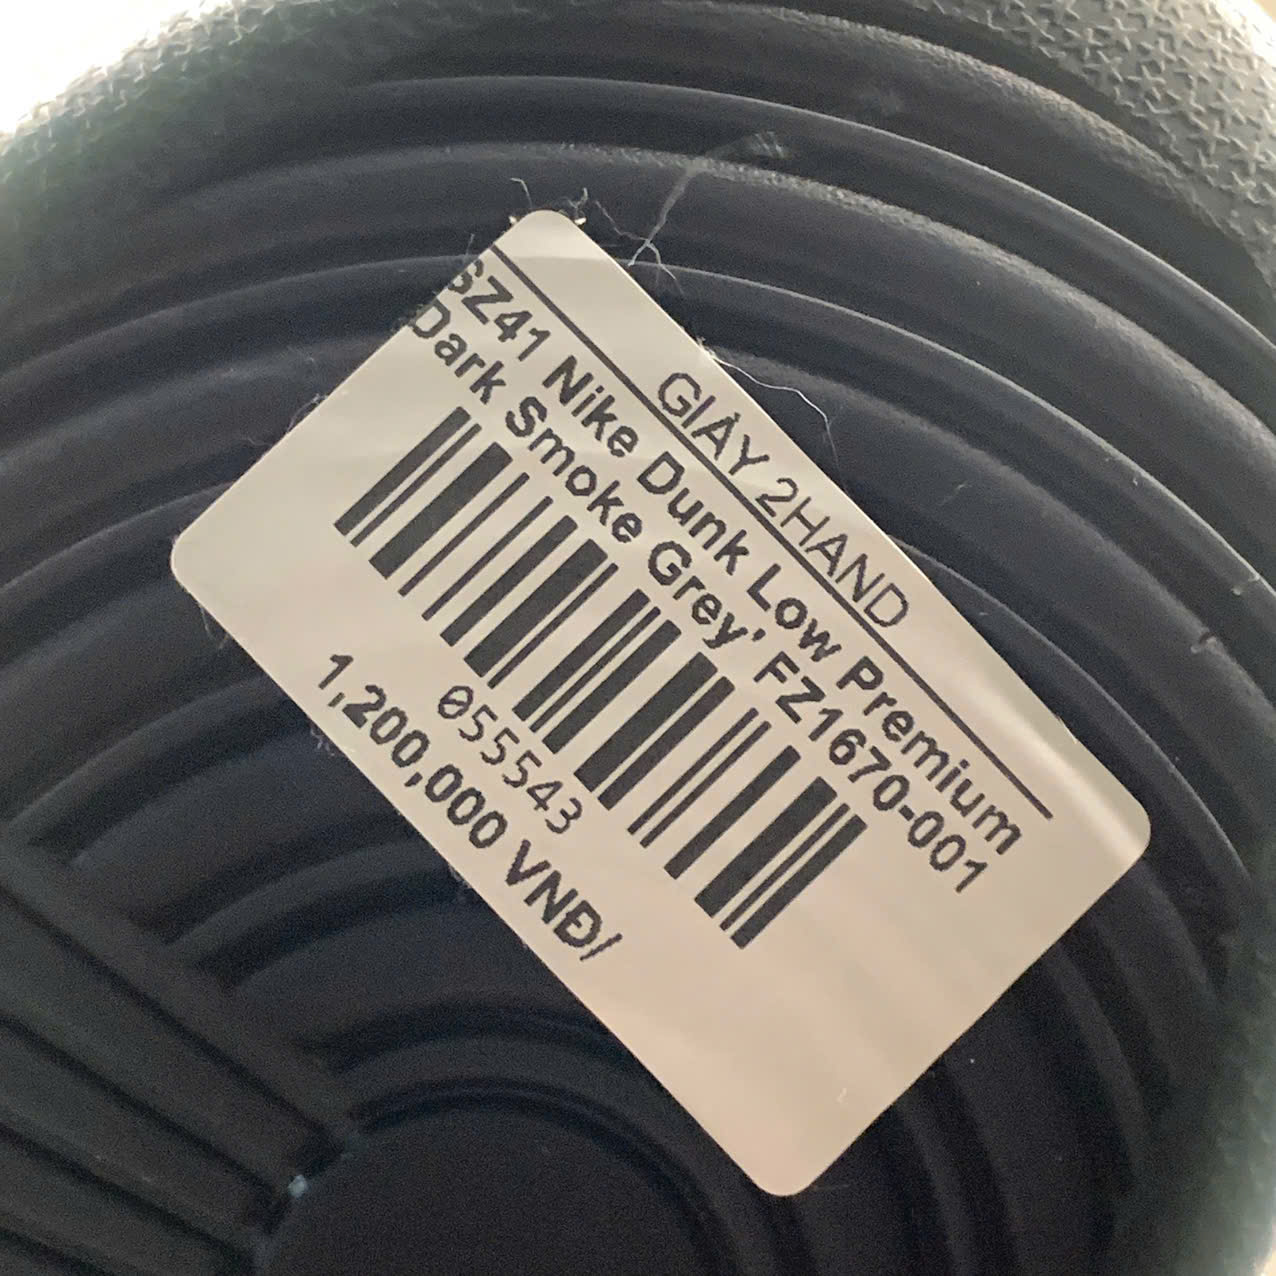 GIÀY 2HAND
SZ41 Nike Dunk Low Premium
Dark Smoke Grey' FZ1670-001
055543
1,200,000 VNĐ/